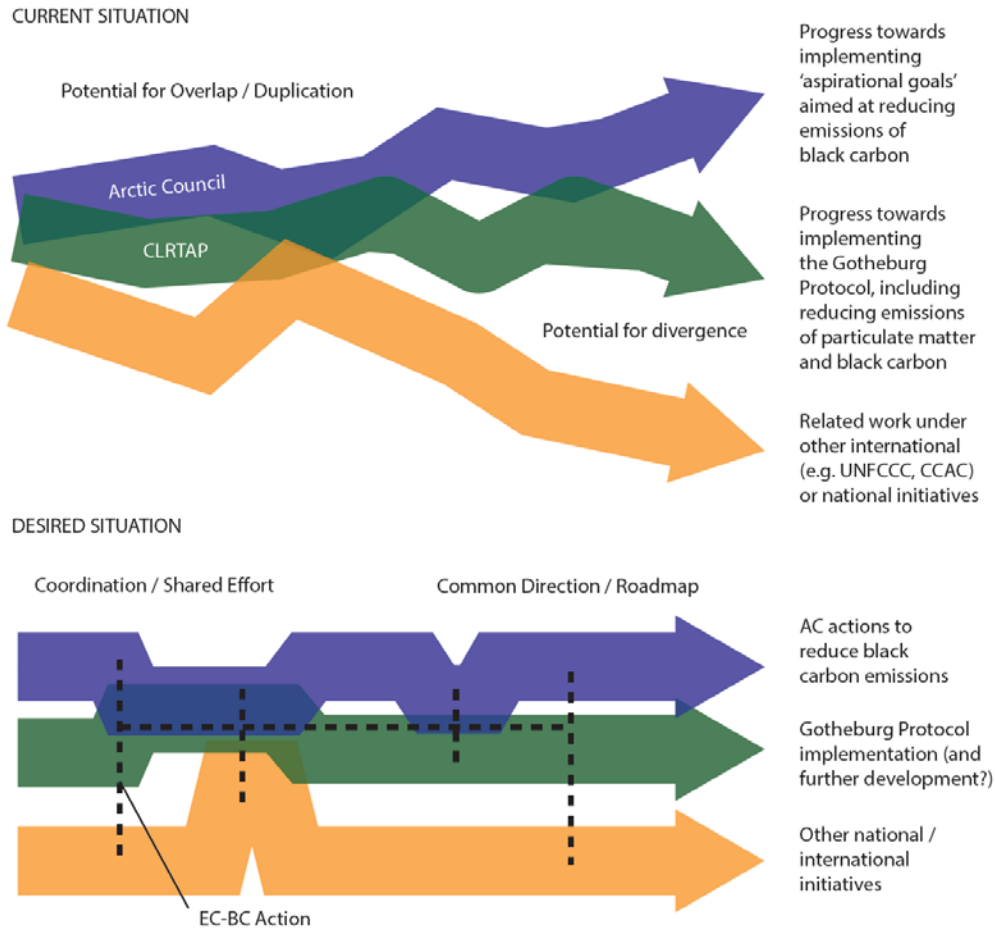 CURRENT SITUATION
Potential for Overlap / Duplication
Arctic Council
CLRTAP
Potential for divergence
Progress towards
implementing
‘aspirational goals’
aimed at reducing
emissions of
black carbon
Progress towards
implementing
the Gotheburg
Protocol, including
reducing emissions
of particulate matter
and black carbon
Related work under
other international
(e.g. UNFCCC, CCAC)
or national initiatives
DESIRED SITUATION
Coordination / Shared Effort
Common Direction / Roadmap
AC actions to
reduce black
carbon emissions
Gotheburg Protocol
implementation (and
further development?)
Other national /
international
initiatives
EC-BC Action